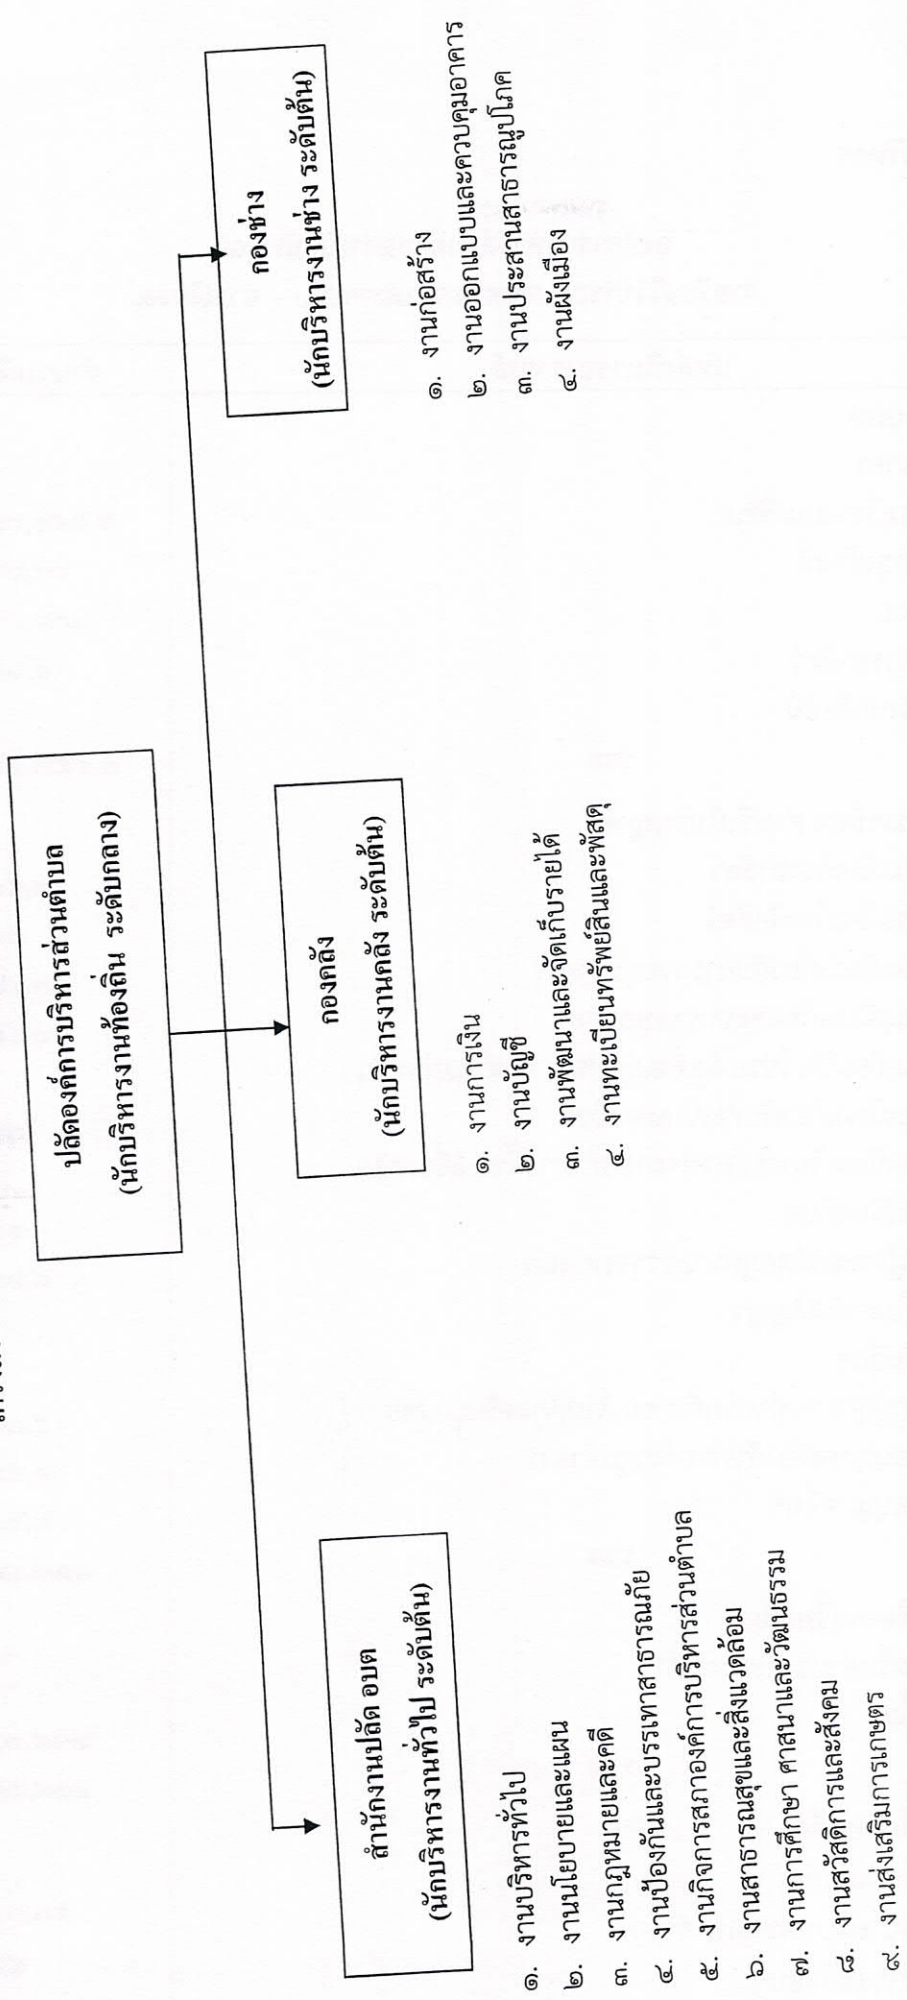 ปลัดองค์การบริหารส่วนตำบล
(นักบริหารงานท้องถิ่น ระดับกลาง)
สำนักงานปลัด อบต
(นักบริหารงานทั่วไป ระดับต้น)
๑. งานบริหารทั่วไป
๒. งานนโยบายและแผน
๓. งานกฎหมายและคดี
๔. งานป้องกันและบรรเทาสาธารณภัย
๕. งานกิจการสภาองค์การบริหารส่วนตำบล
๖. งานสาธารณสุขและสิ่งแวดล้อม
๗. งานการศึกษา ศาสนาและวัฒนธรรม
๘. งานสวัสดิการและสังคม
๙. งานส่งเสริมการเกษตร
กองคลัง
(นักบริหารงานคลัง ระดับต้น)
๑. งานการเงิน
๒. งานบัญชี
๓. งานพัฒนาและจัดเก็บรายได้
๔. งานทะเบียนทรัพย์สินและพัสดุ
กองช่าง
(นักบริหารงานช่าง ระดับต้น)
๑. งานก่อสร้าง
๒. งานออกแบบและควบคุมอาคาร
๓. งานประสานสาธารณูปโภค
๔. งานผังเมือง